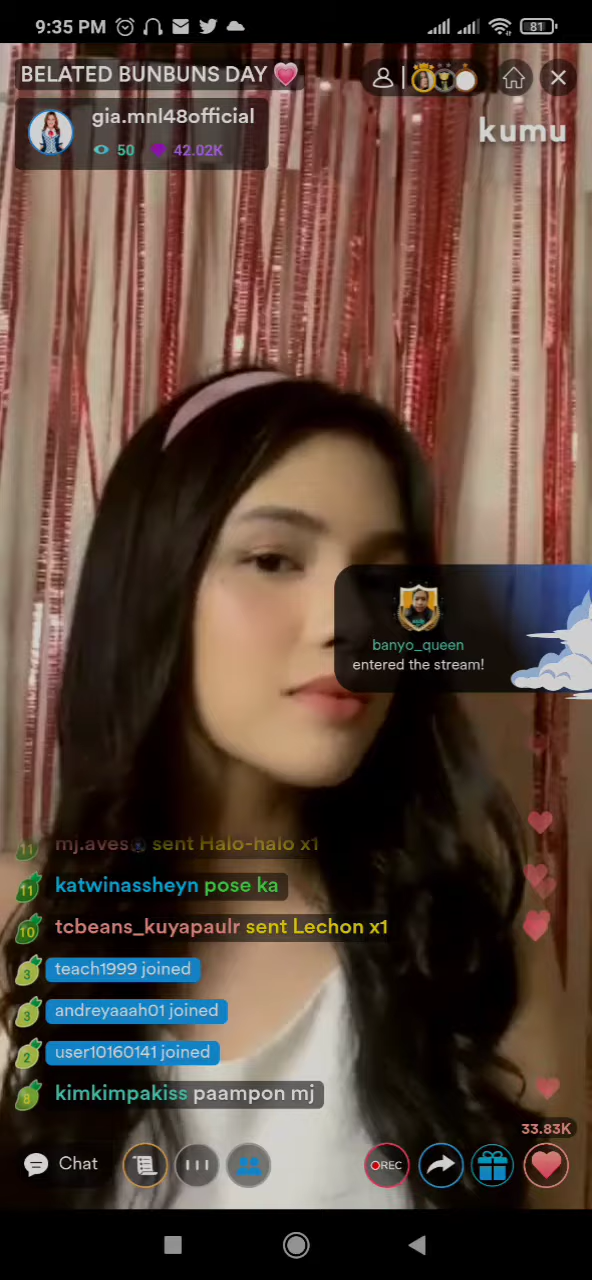 9:35 PM
81
BELATED BUNBUNS DAY
gia.mnl48official
50 42.02K
kumu
banyo_queen
entered the stream!
11 mj.aves sent Halo-halo x1
11 katwinassheyn pose ka
10 tcbeans_kuyapaulr sent Lechon x1
3 teach1999 joined
3 andreyaaah01 joined
2 user10160141 joined
8 kimkimpakiss paampon mj
33.83K
Chat
REC